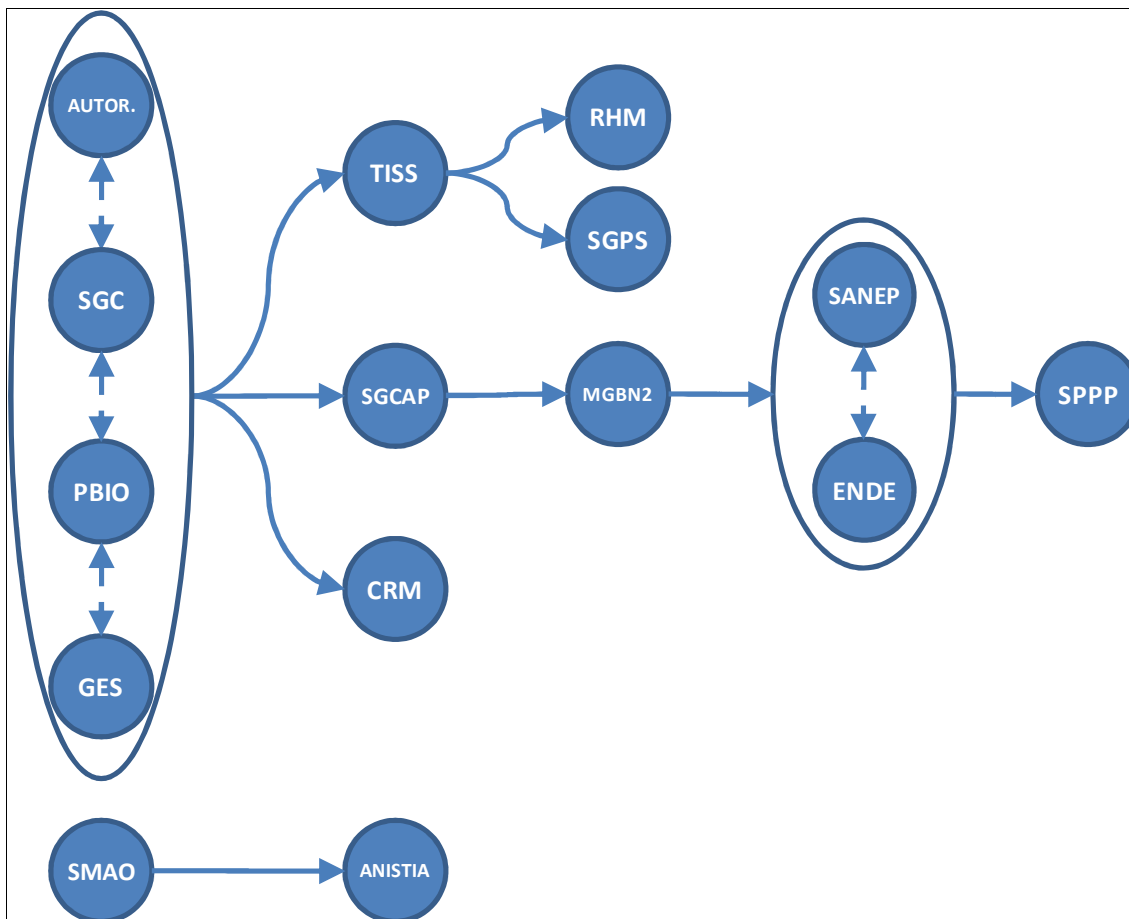 AUTOR.
SGC
PBIO
GES
SMAO
TISS
SGCAP
CRM
ANISTIA
RHM
SGPS
MGBN2
SANEP
ENDE
SPPP